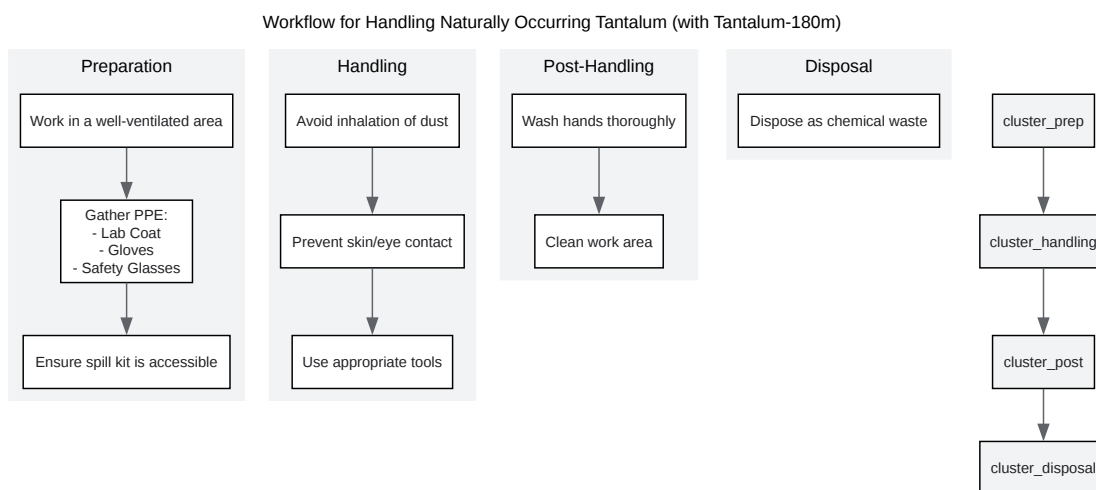 Workflow for Handling Naturally Occurring Tantalum (with Tantalum-180m)
Preparation
Work in a well-ventilated area
Gather PPE:
- Lab Coat
- Gloves
- Safety Glasses
Ensure spill kit is accessible
Handling
Avoid inhalation of dust
Prevent skin/eye contact
Use appropriate tools
Post-Handling
Wash hands thoroughly
Clean work area
Disposal
Dispose as chemical waste
cluster_prep
cluster_handling
cluster_post
cluster_disposal